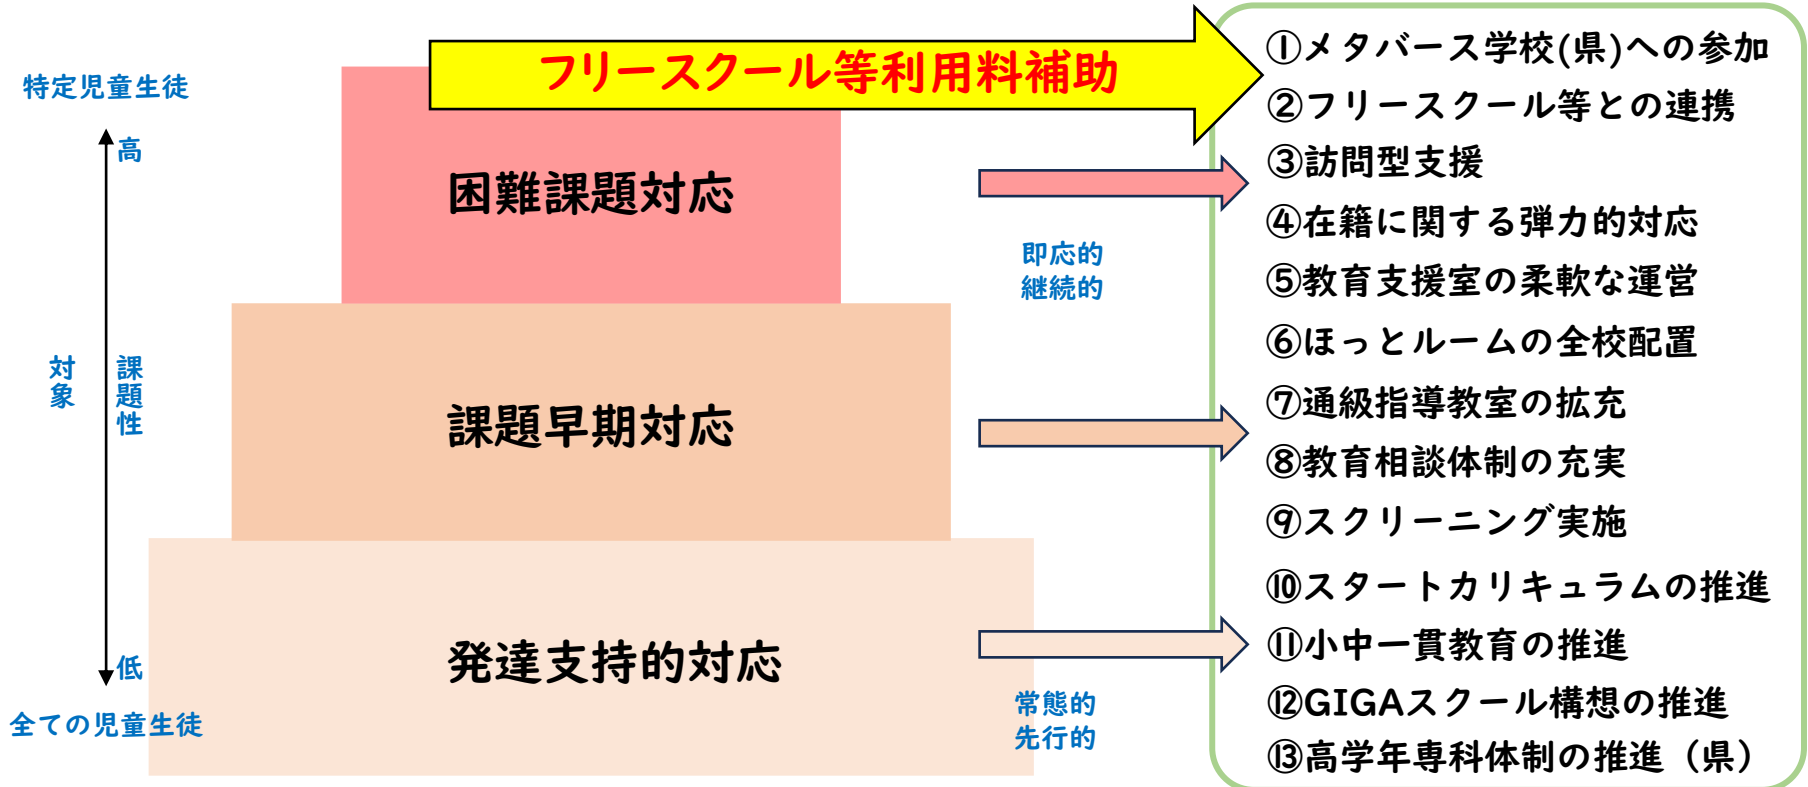 フリースクール等利用料補助
特定児童生徒
高
対象
課題性
低
全ての児童生徒
困難課題対応
課題早期対応
発達支持的対応
即応的
継続的
常態的
先行的
①メタバース学校(県)への参加
②フリースクール等との連携
③訪問型支援
④在籍に関する弾力的対応
⑤教育支援室の柔軟な運営
⑥ほっとルームの全校配置
⑦通級指導教室の拡充
⑧教育相談体制の充実
⑨スクリーニング実施
⑩スタートカリキュラムの推進
⑪小中一貫教育の推進
⑫GIGAスクール構想の推進
⑬高学年専科体制の推進（県）